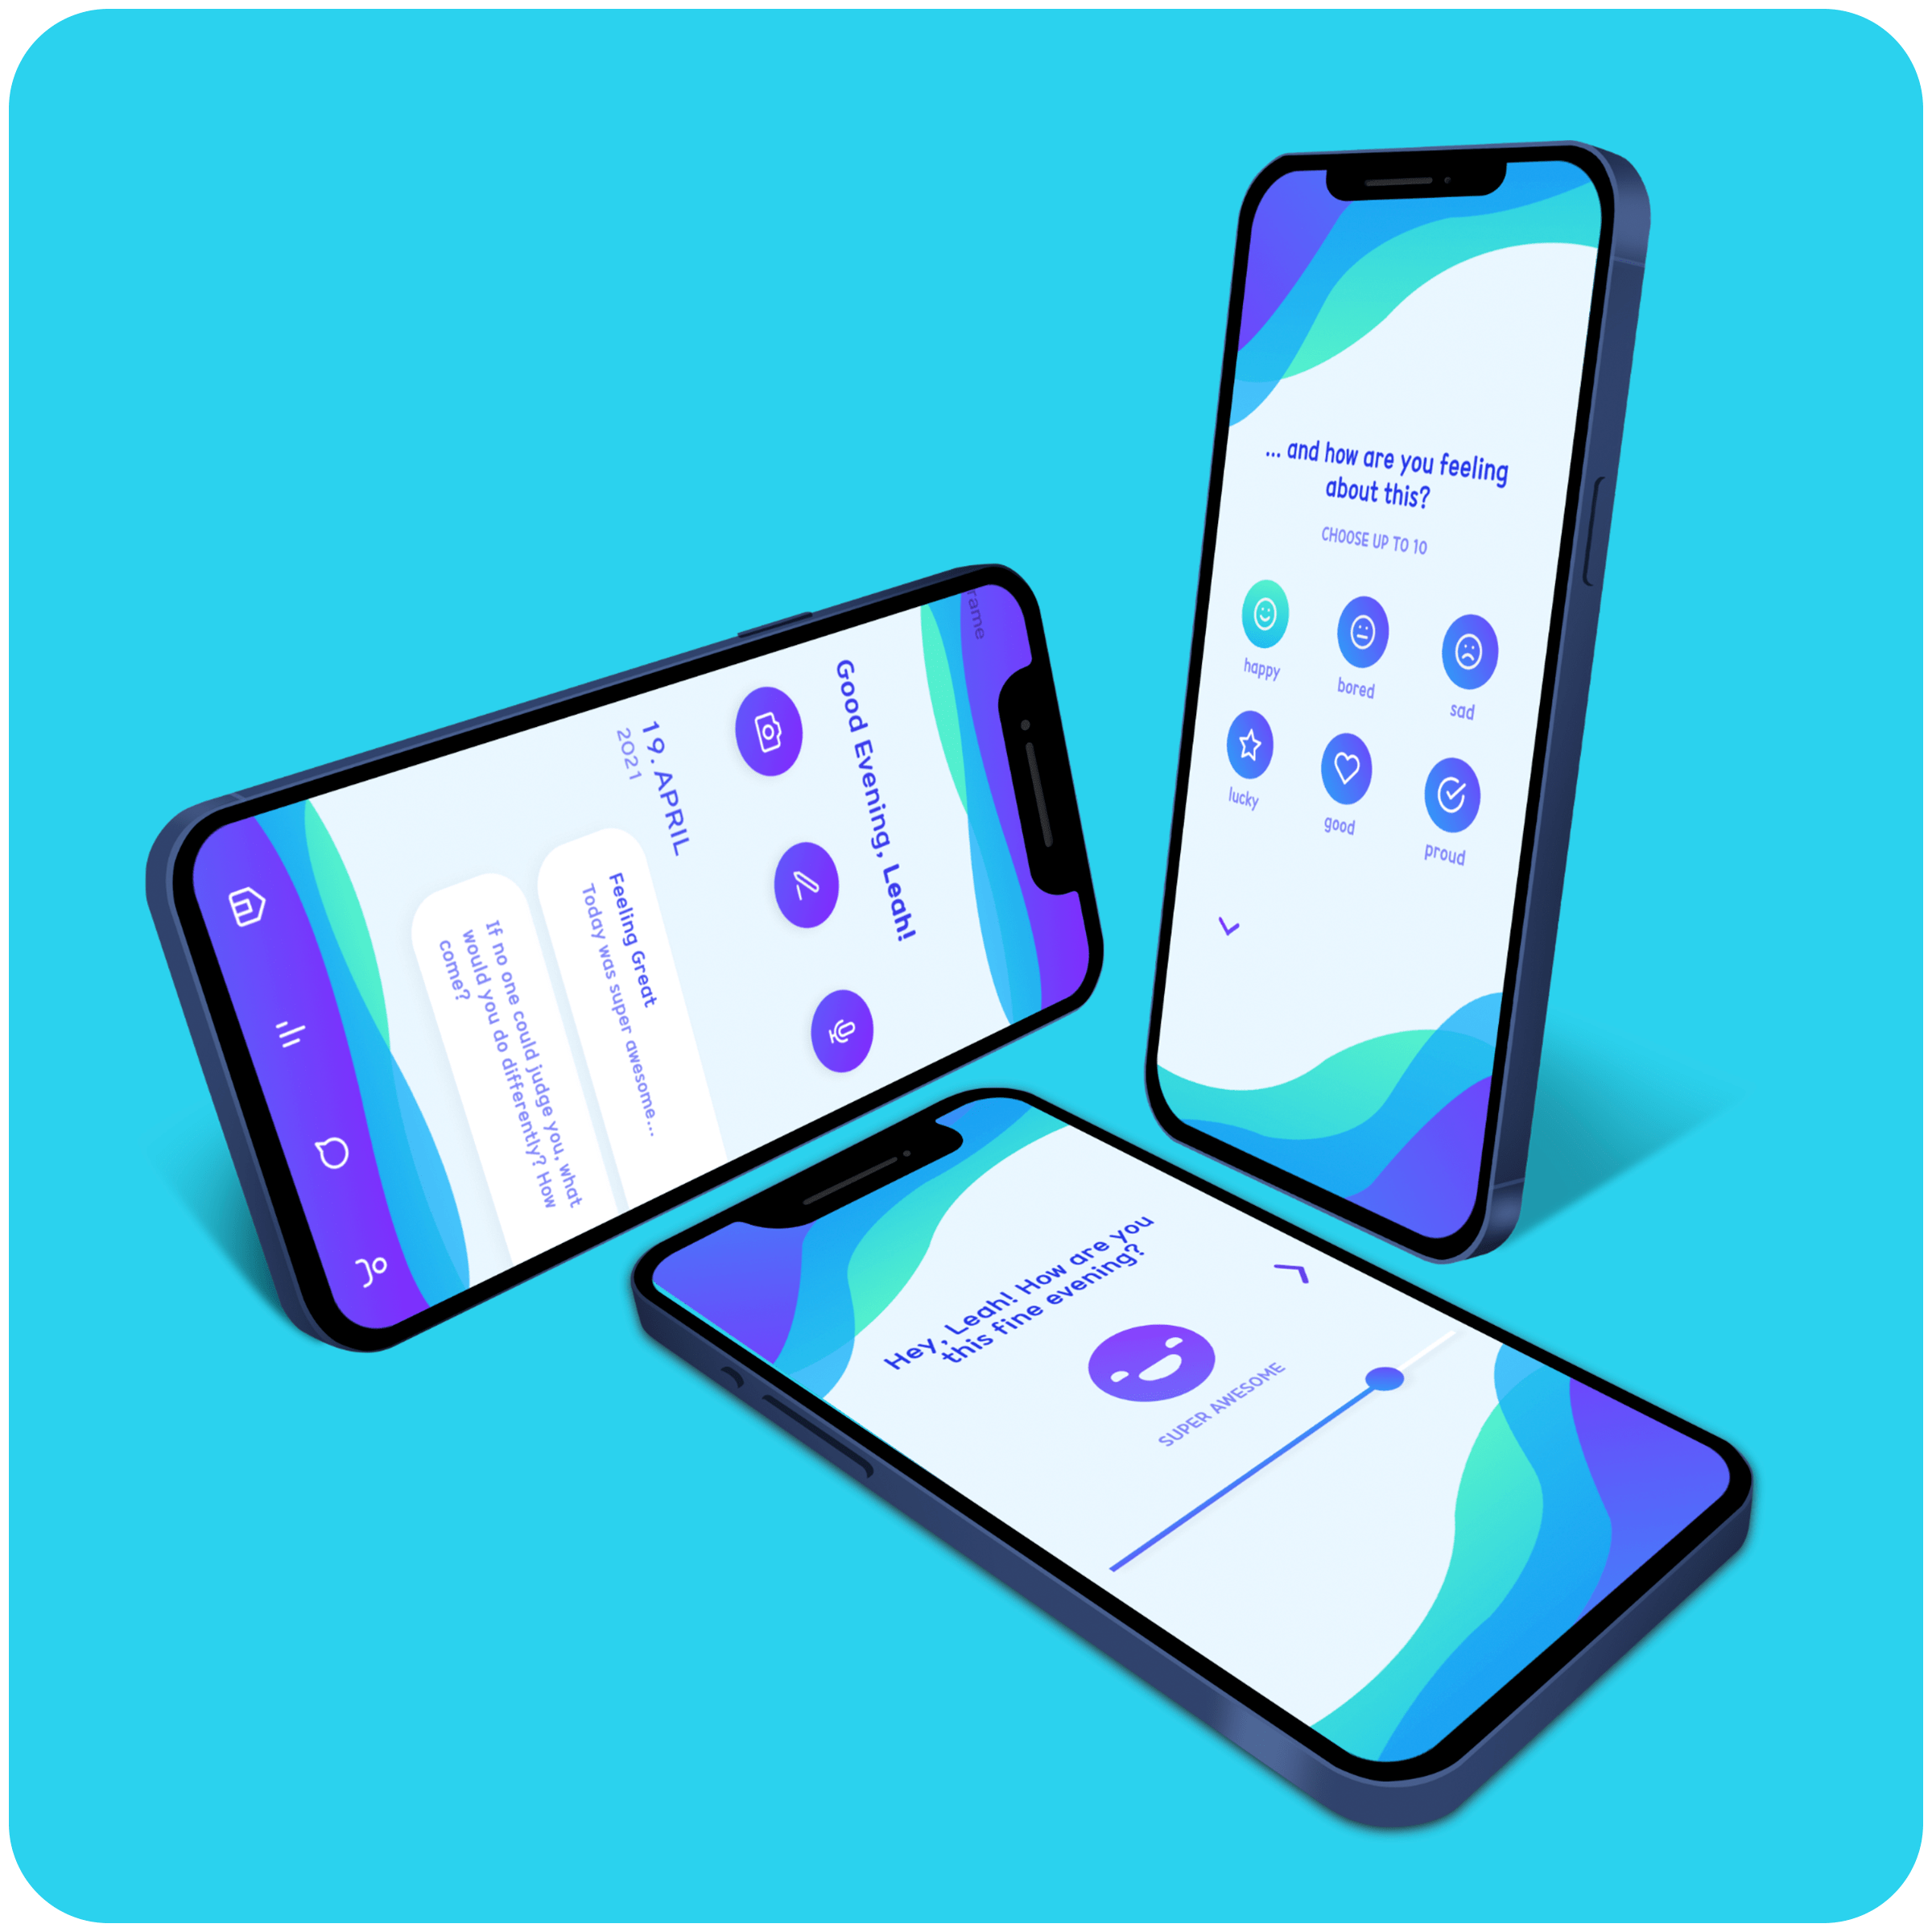 ... and how are you feeling
about this?
CHOOSE UP TO 10
happy
bored
sad
lucky
good
proud
rame
Good Evening, Leah!
19. APRIL
2021
Feeling Great
Today was super awesome...
If no one could judge you, what
would you do differently? How
come?
Hey, Leah! How are you
this fine evening?
SUPER AWESOME